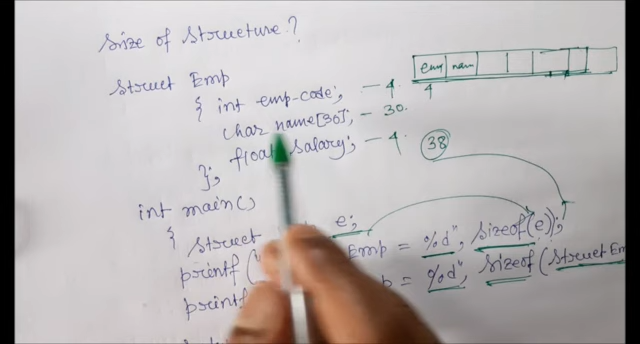 Size of structure?
struct Emp
{ int emp-code; - 4.
char name[30]; - 30.
float salary; - 4.
};
emp nam
4
38
int main()
{ struct e;
printf ( Emp = %d", sizeof(e));
printf = %d", sizeof(struct Em